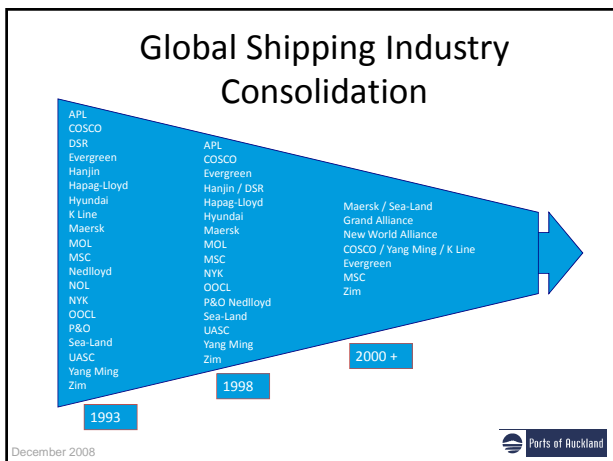 Global Shipping Industry
Consolidation
APL
COSCO
DSR
Evergreen
Hanjin
Hapag-Lloyd
Hyundai
K Line
Maersk
MOL
MSC
Nedlloyd
NOL
NYK
OOCL
P&O
Sea-Land
UASC
Yang Ming
Zim
1993
APL
COSCO
Evergreen
Hanjin / DSR
Hapag-Lloyd
Hyundai
Maersk
MOL
MSC
NYK
OOCL
P&O Nedlloyd
Sea-Land
UASC
Yang Ming
Zim
1998
Maersk / Sea-Land
Grand Alliance
New World Alliance
COSCO / Yang Ming / K Line
Evergreen
MSC
Zim
2000 +
December 2008
Ports of Auckland